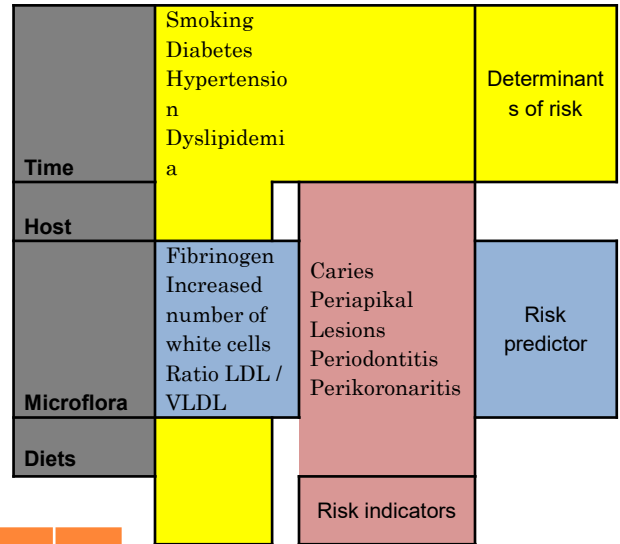 Smoking
Diabetes
Hypertensio
n
Dyslipidemi
a
Time
Determinant
s of risk
Host
Fibrinogen
Increased
number of
white cells
Ratio LDL /
VLDL
Microflora
Caries
Periapikal
Lesions
Periodontitis
Perikoronaritis
Risk
predictor
Diets
Risk indicators